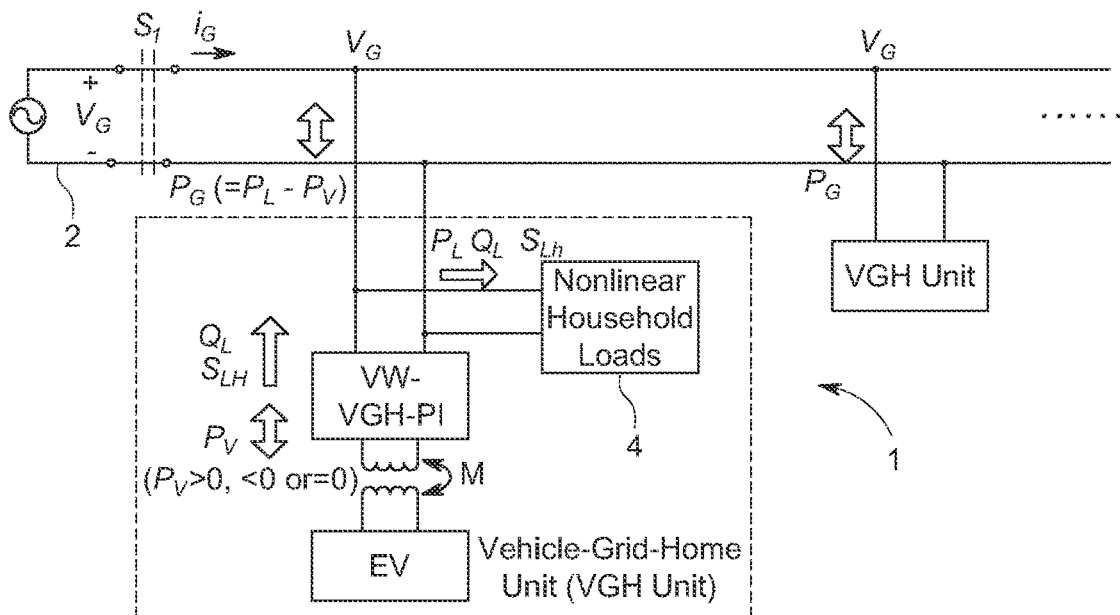 S1 iG VG VG
+
VG
-
......
PG (=PL - PV)
PG
2
PL QL SLh
Nonlinear
Household
Loads
VGH Unit
QL
SLH
VW-
VGH-PI
4
1
PV
(PV>0, <0 or=0)
M
EV
Vehicle-Grid-Home
Unit (VGH Unit)